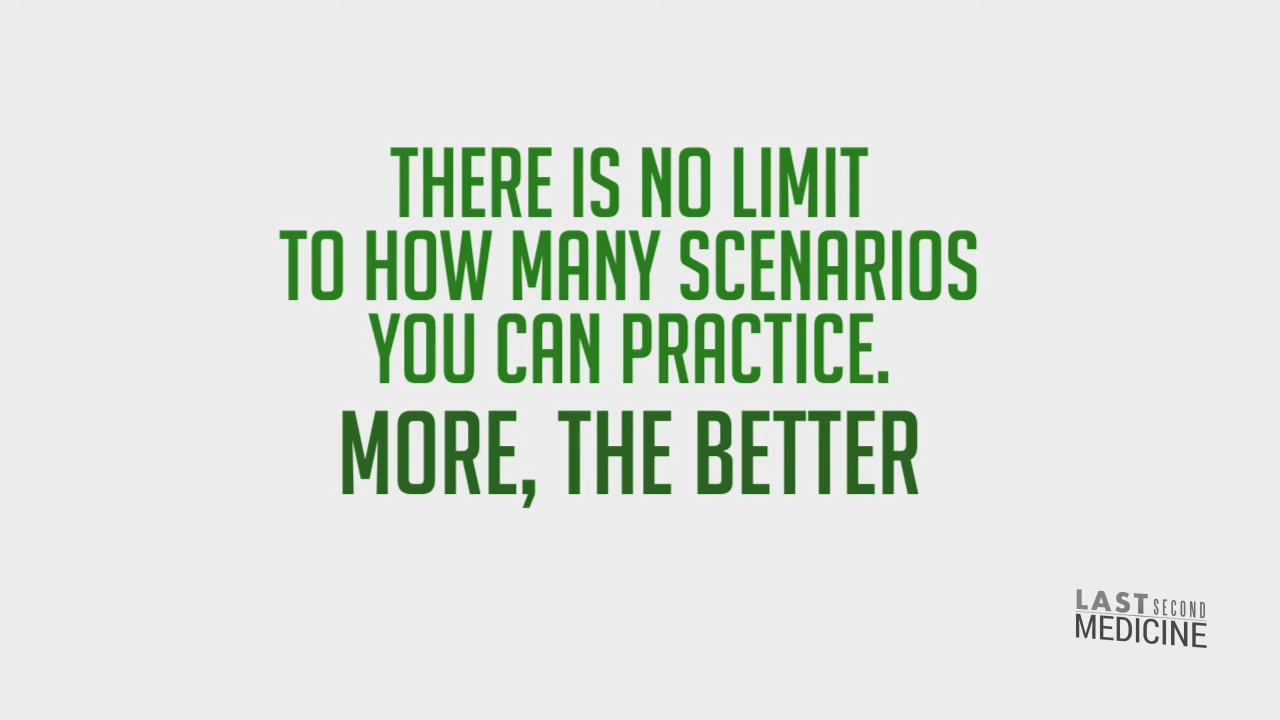 THERE IS NO LIMIT
TO HOW MANY SCENARIOS
YOU CAN PRACTICE.
MORE, THE BETTER
LAST SECOND
MEDICINE